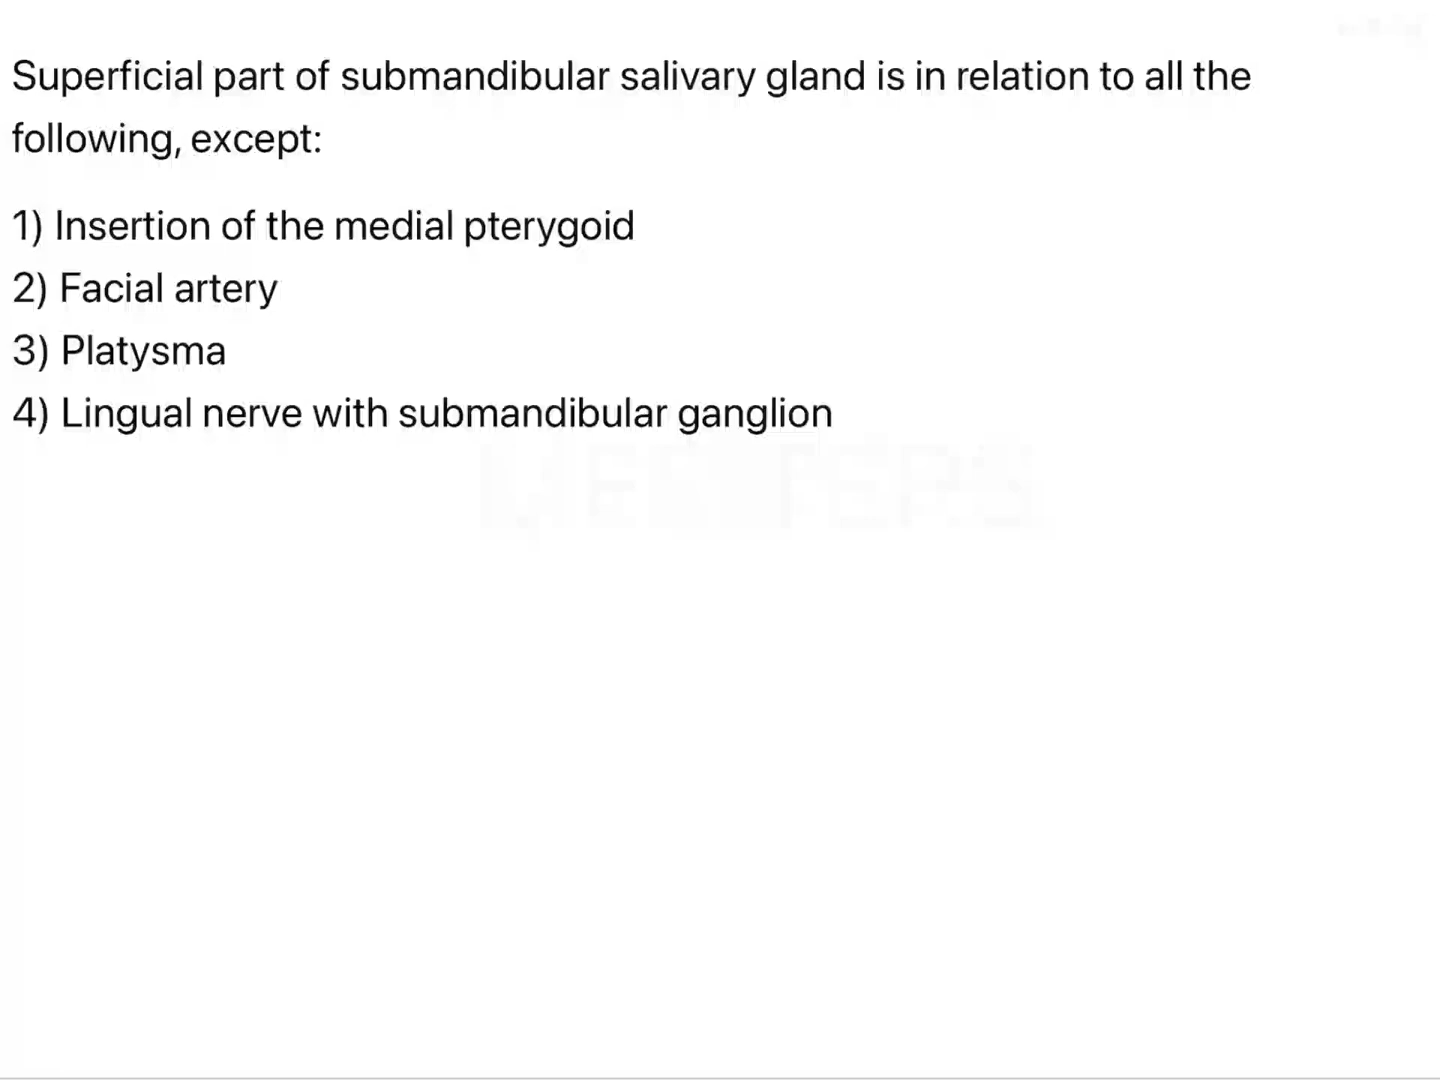 Superficial part of submandibular salivary gland is in relation to all the
following, except:
1) Insertion of the medial pterygoid
2) Facial artery
3) Platysma
4) Lingual nerve with submandibular ganglion